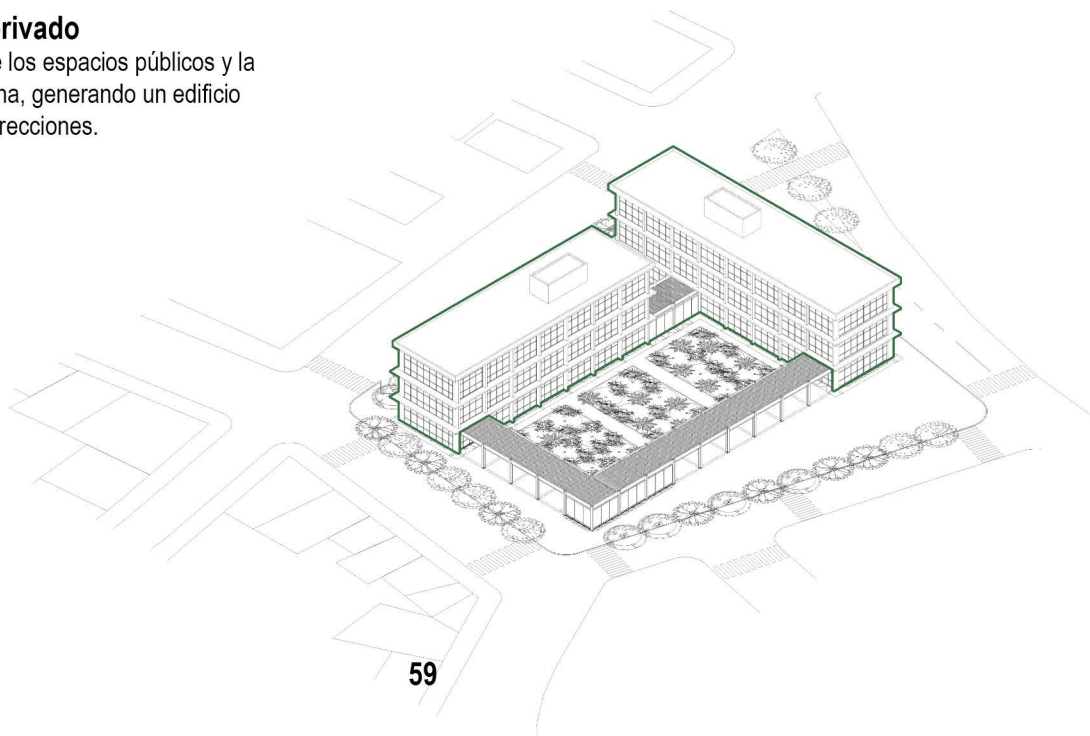 rivado
los espacios públicos y la
na, generando un edificio
recciones.
59